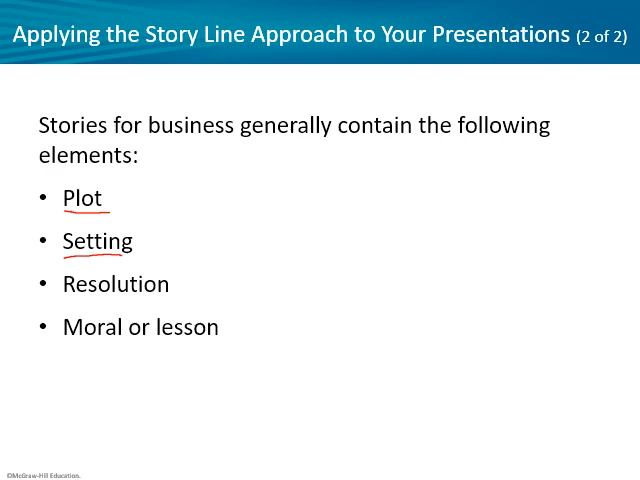 Applying the Story Line Approach to Your Presentations (2 of 2)
Stories for business generally contain the following
elements:
• Plot
• Setting
• Resolution
• Moral or lesson
©McGraw-Hill Education.